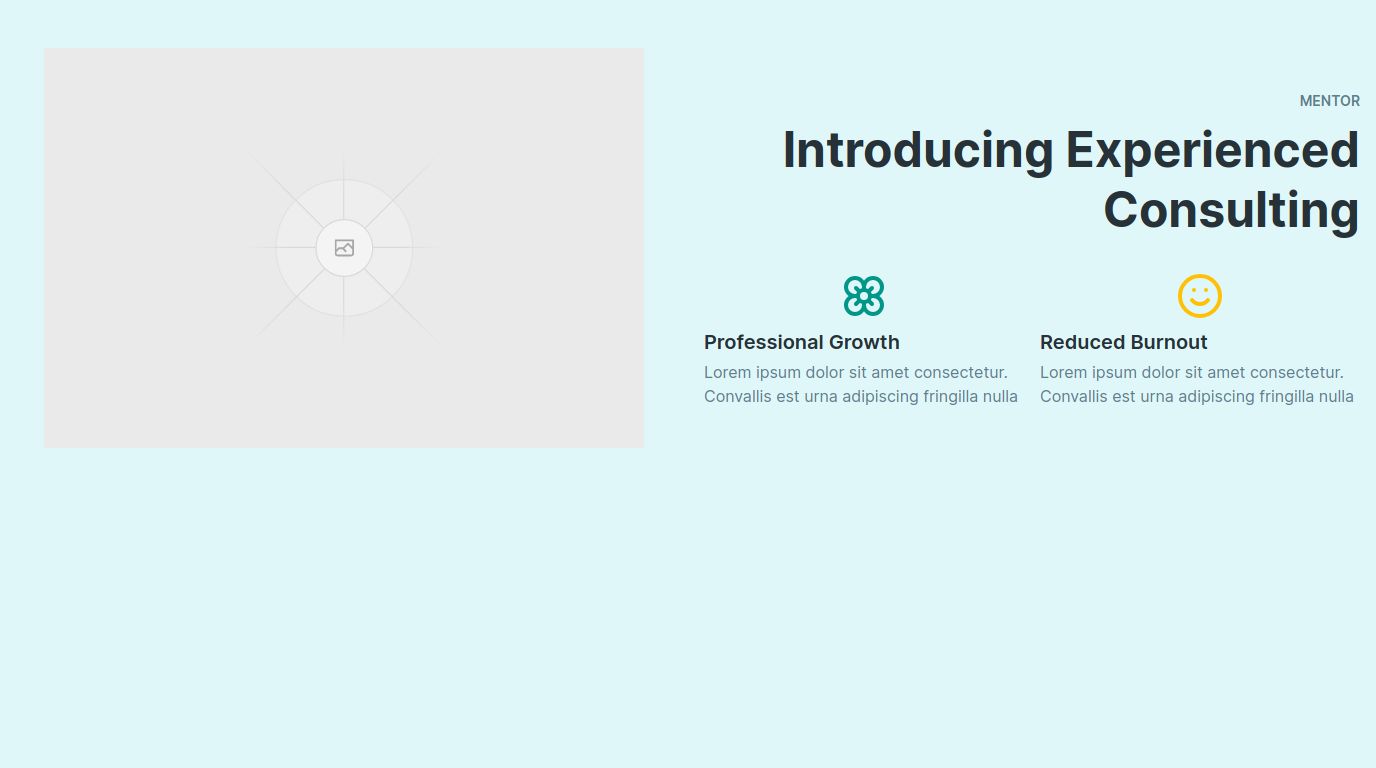 MENTOR
Introducing Experienced
Consulting
Professional Growth
Lorem ipsum dolor sit amet consectetur.
Convallis est urna adipiscing fringilla nulla
Reduced Burnout
Lorem ipsum dolor sit amet consectetur.
Convallis est urna adipiscing fringilla nulla